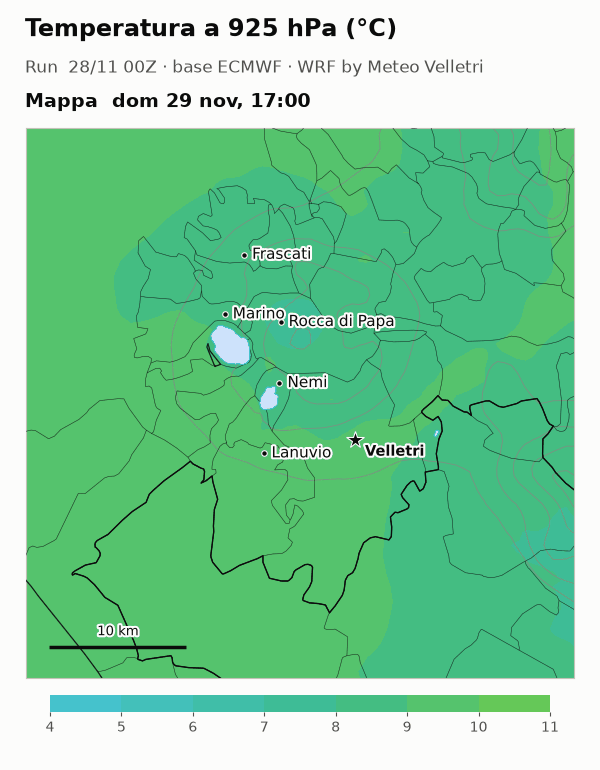 Temperatura a 925 hPa (°C)
Run  28/11 00Z · base ECMWF · WRF by Meteo Velletri
Mappa  dom 29 nov, 17:00
Frascati
Marino
Rocca di Papa
Nemi
Velletri
Lanuvio
10 km
4 5 6 7 8 9 10 11